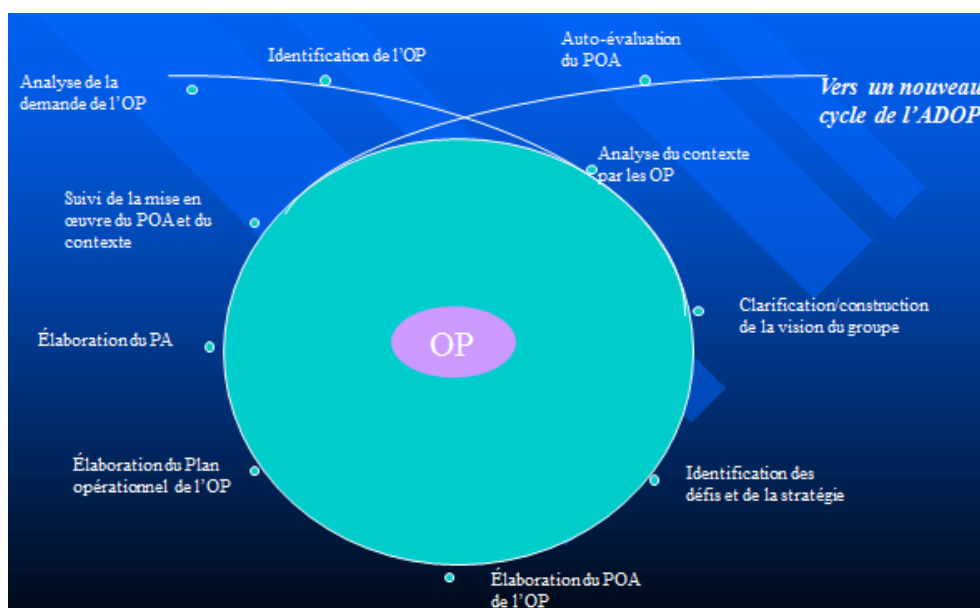 Identification de l'OP
Auto-évaluation
du POA
Analyse de la
demande de l'OP
Vers un nouveau
cycle de l'ADOP
Analyse du contexte
par les OP
Suivi de la mise en
œuvre du POA et du
contexte
Clarification/construction
de la vision du groupe
Élaboration du PA
OP
Élaboration du Plan
opérationnel de l'OP
Identification des
défis et de la stratégie
Élaboration du POA
de l'OP